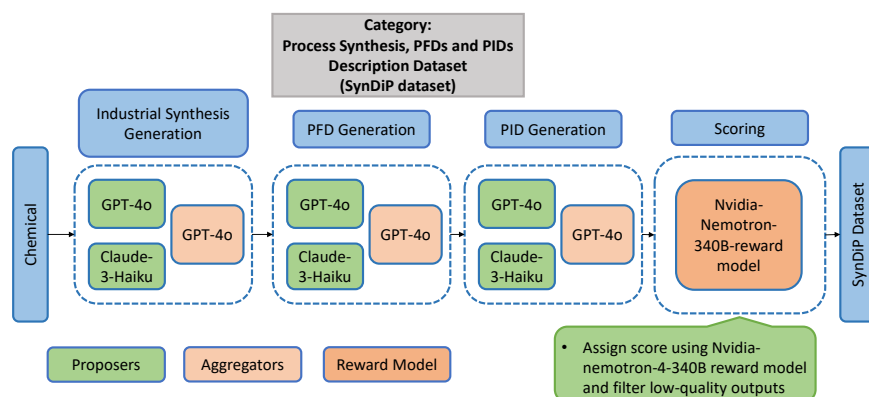 Category:
Process Synthesis, PFDs and PIDs
Description Dataset
(SynDiP dataset)
Industrial Synthesis
Generation
PFD Generation
PID Generation
Scoring
Chemical
GPT-4o
Claude-
3-Haiku
GPT-4o
GPT-4o
Claude-
3-Haiku
GPT-4o
GPT-4o
Claude-
3-Haiku
GPT-4o
Nvidia-
Nemotron-
340B-reward
model
SynDiP Dataset
Proposers
Aggregators
Reward Model
• Assign score using Nvidia-
nemotron-4-340B reward model
and filter low-quality outputs